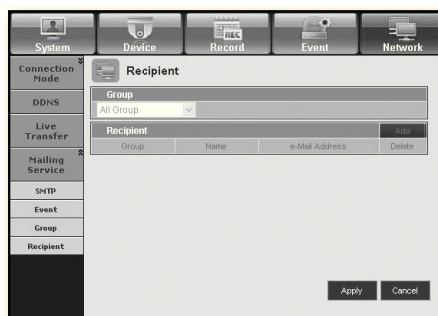 System Device Record Event Network
REC
Connection
Mode
DDNS
Live
Transfer
Mailing
Service
SMTP
Event
Group
Recipient
Recipient
Group
All Group
Recipient Add
Group Name e-Mail Address Delete
Apply Cancel